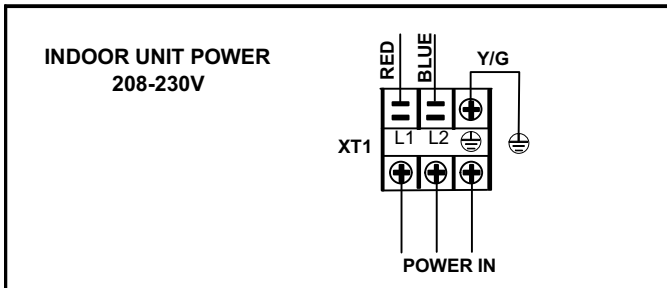 INDOOR UNIT POWER
208-230V
RED
BLUE
Y/G
XT1
L1 L2
POWER IN